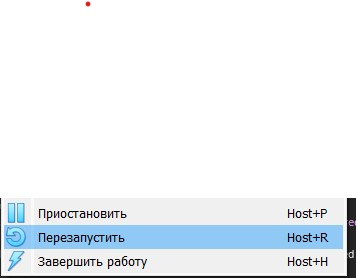 Приостановить Host+P
Перезапустить Host+R
Завершить работу Host+H